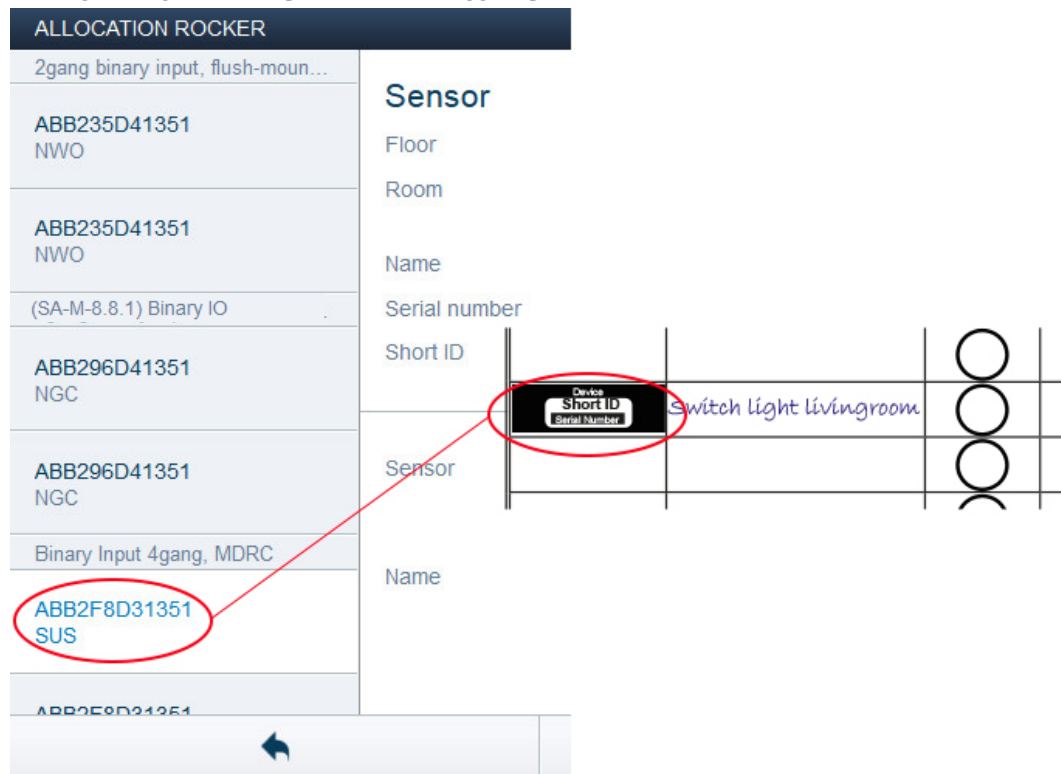 ALLOCATION ROCKER
2gang binary input, flush-moun...
ABB235D41351
NWO
ABB235D41351
NWO
(SA-M-8.8.1) Binary IO
ABB296D41351
NGC
ABB296D41351
NGC
Binary Input 4gang, MDRC
ABB2F8D31351
SUS
ABB2F8D31351
Sensor
Floor
Room
Name
Serial number
Short ID
Sensor
Name
Device
Short ID
Serial Number
Switch light livingroom